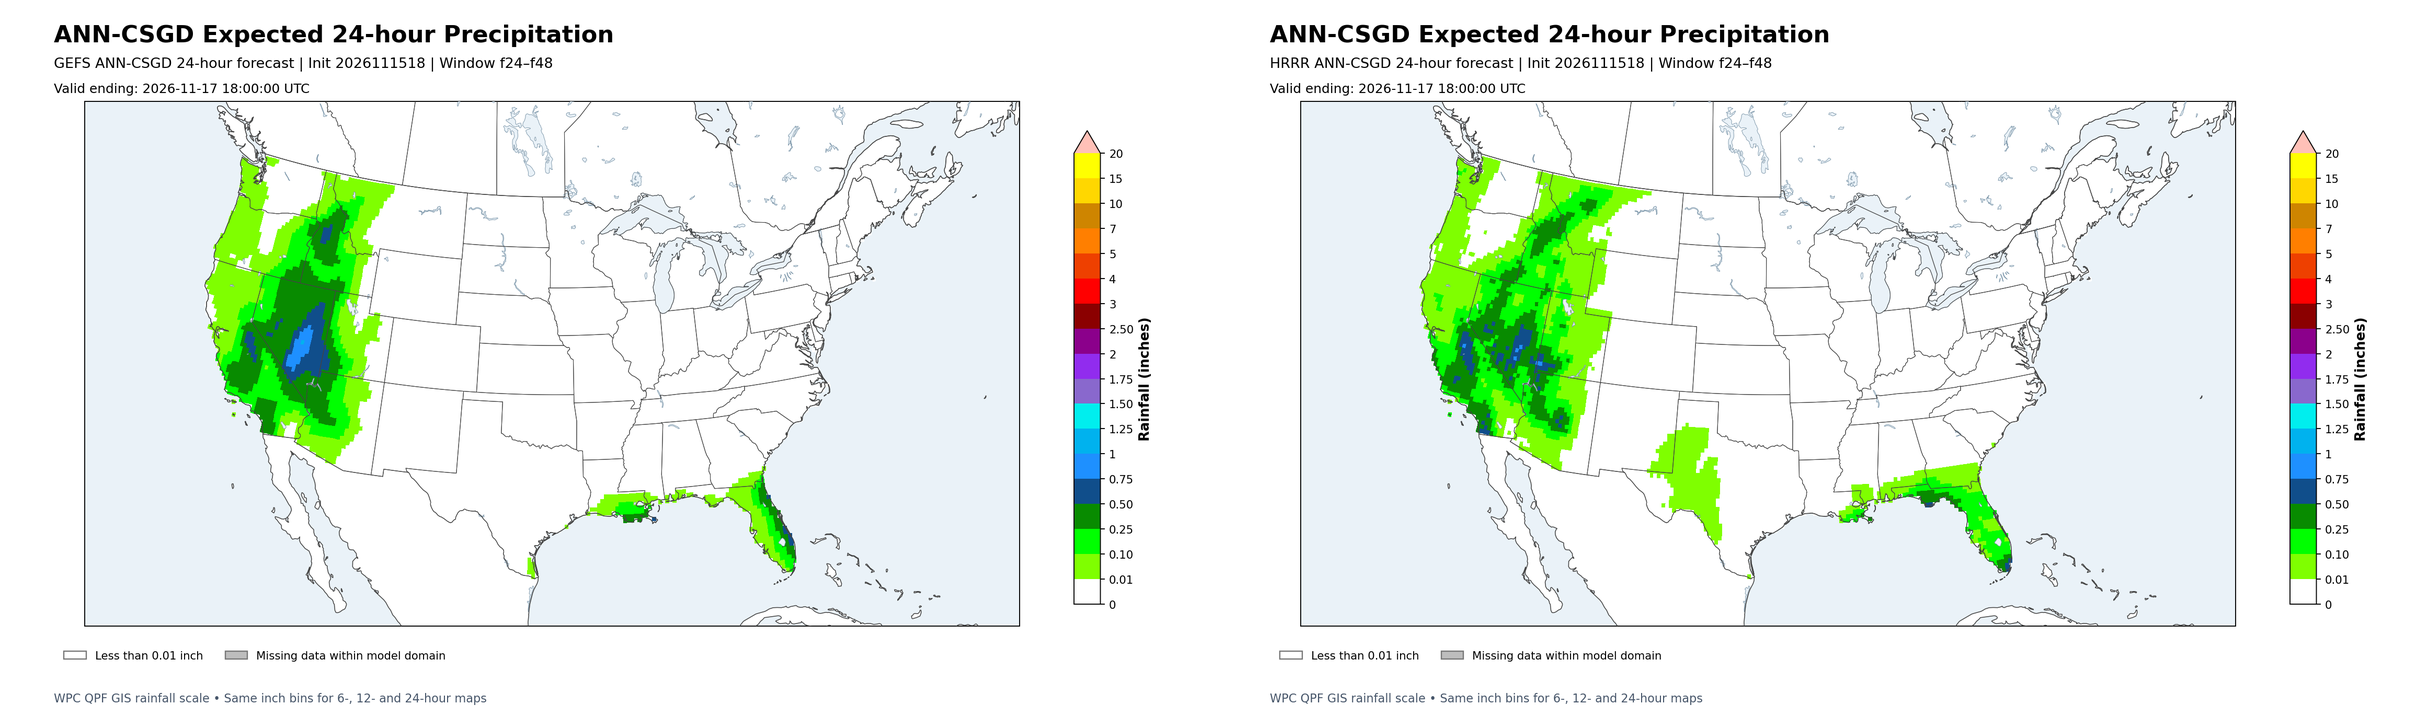 ANN-CSGD Expected 24-hour Precipitation
GEFS ANN-CSGD 24-hour forecast | Init 2026111518 | Window f24–f48
Valid ending: 2026-11-17 18:00:00 UTC
20
15
10
7
5
4
3
2.50
2
1.75
1.50
1.25
1
0.75
0.50
0.25
0.10
0.01
0
Rainfall (inches)
Less than 0.01 inch
Missing data within model domain
WPC QPF GIS rainfall scale • Same inch bins for 6-, 12- and 24-hour maps
ANN-CSGD Expected 24-hour Precipitation
HRRR ANN-CSGD 24-hour forecast | Init 2026111518 | Window f24–f48
Valid ending: 2026-11-17 18:00:00 UTC
20
15
10
7
5
4
3
2.50
2
1.75
1.50
1.25
1
0.75
0.50
0.25
0.10
0.01
0
Rainfall (inches)
Less than 0.01 inch
Missing data within model domain
WPC QPF GIS rainfall scale • Same inch bins for 6-, 12- and 24-hour maps